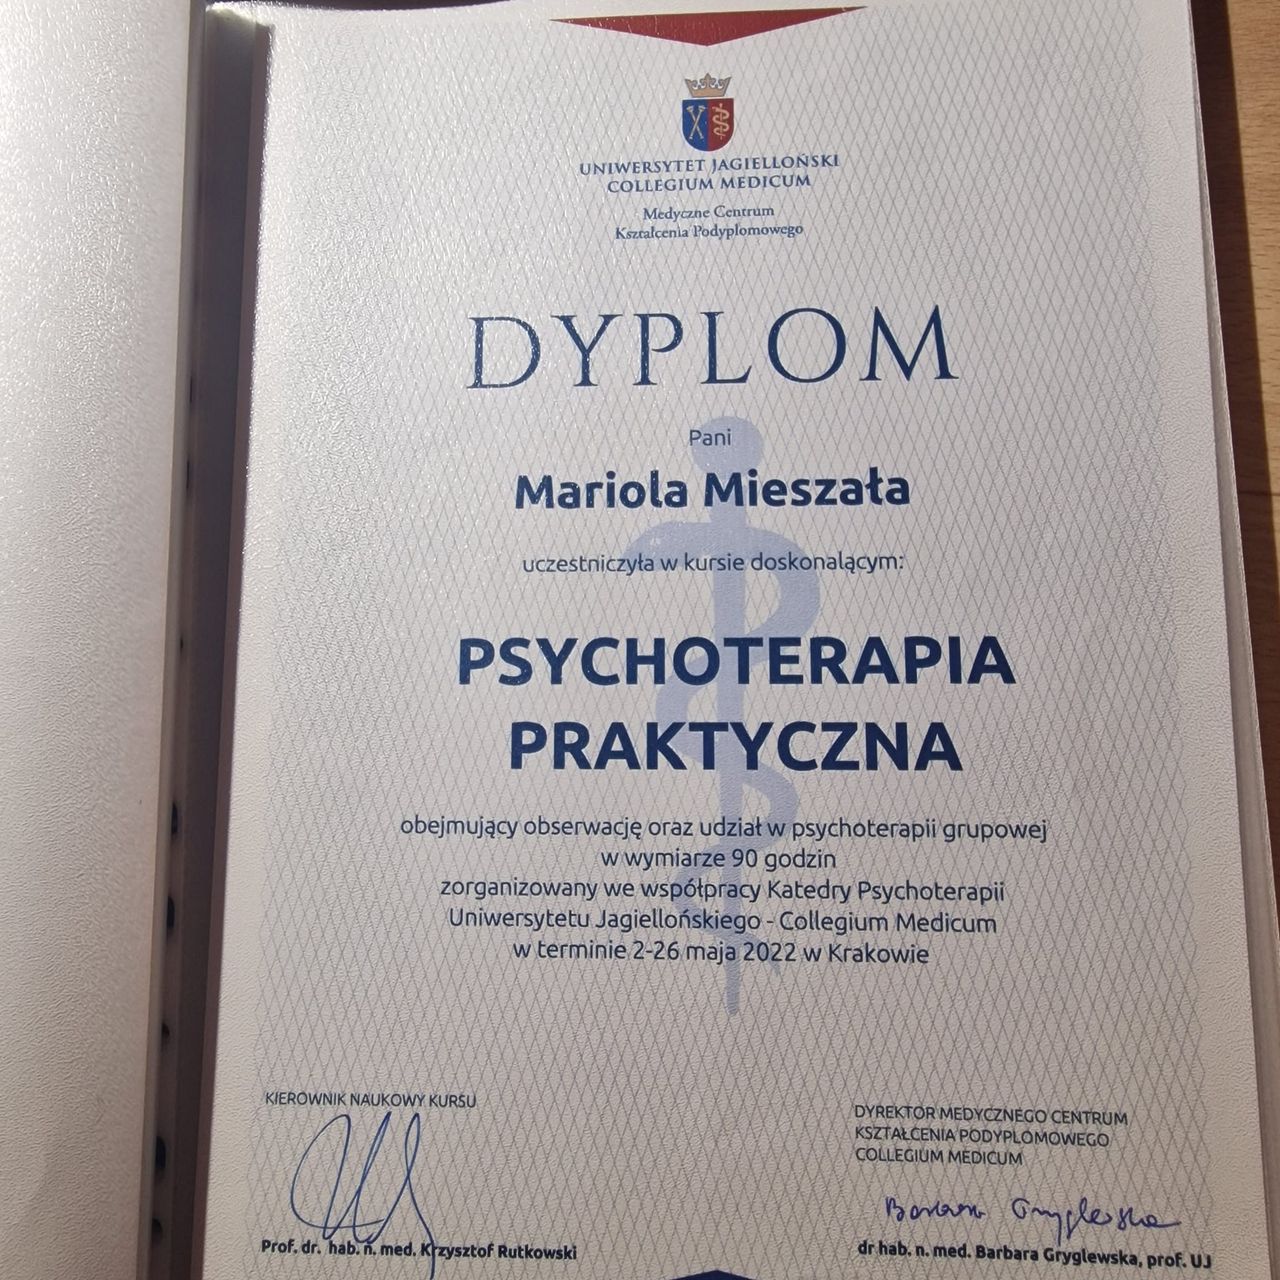 UNIWERSYTET JAGIELLOŃSKI
COLLEGIUM MEDICUM
Medyczne Centrum
Kształcenia Podyplomowego
DYPLOM
Pani
Mariola Mieszała
uczestniczyła w kursie doskonalącym:
PSYCHOTERAPIA
PRAKTYCZNA
obejmujący obserwację oraz udział w psychoterapii grupowej
w wymiarze 90 godzin
zorganizowany we współpracy Katedry Psychoterapii
Uniwersytetu Jagiellońskiego - Collegium Medicum
w terminie 2-26 maja 2022 w Krakowie
KIEROWNIK NAUKOWY KURSU
Prof. dr. hab. n. med. Krzysztof Rutkowski
DYREKTOR MEDYCZNEGO CENTRUM
KSZTAŁCENIA PODYPLOMOWEGO
COLLEGIUM MEDICUM
Barbara Gryglewska
dr hab. n. med. Barbara Gryglewska, prof. UJ